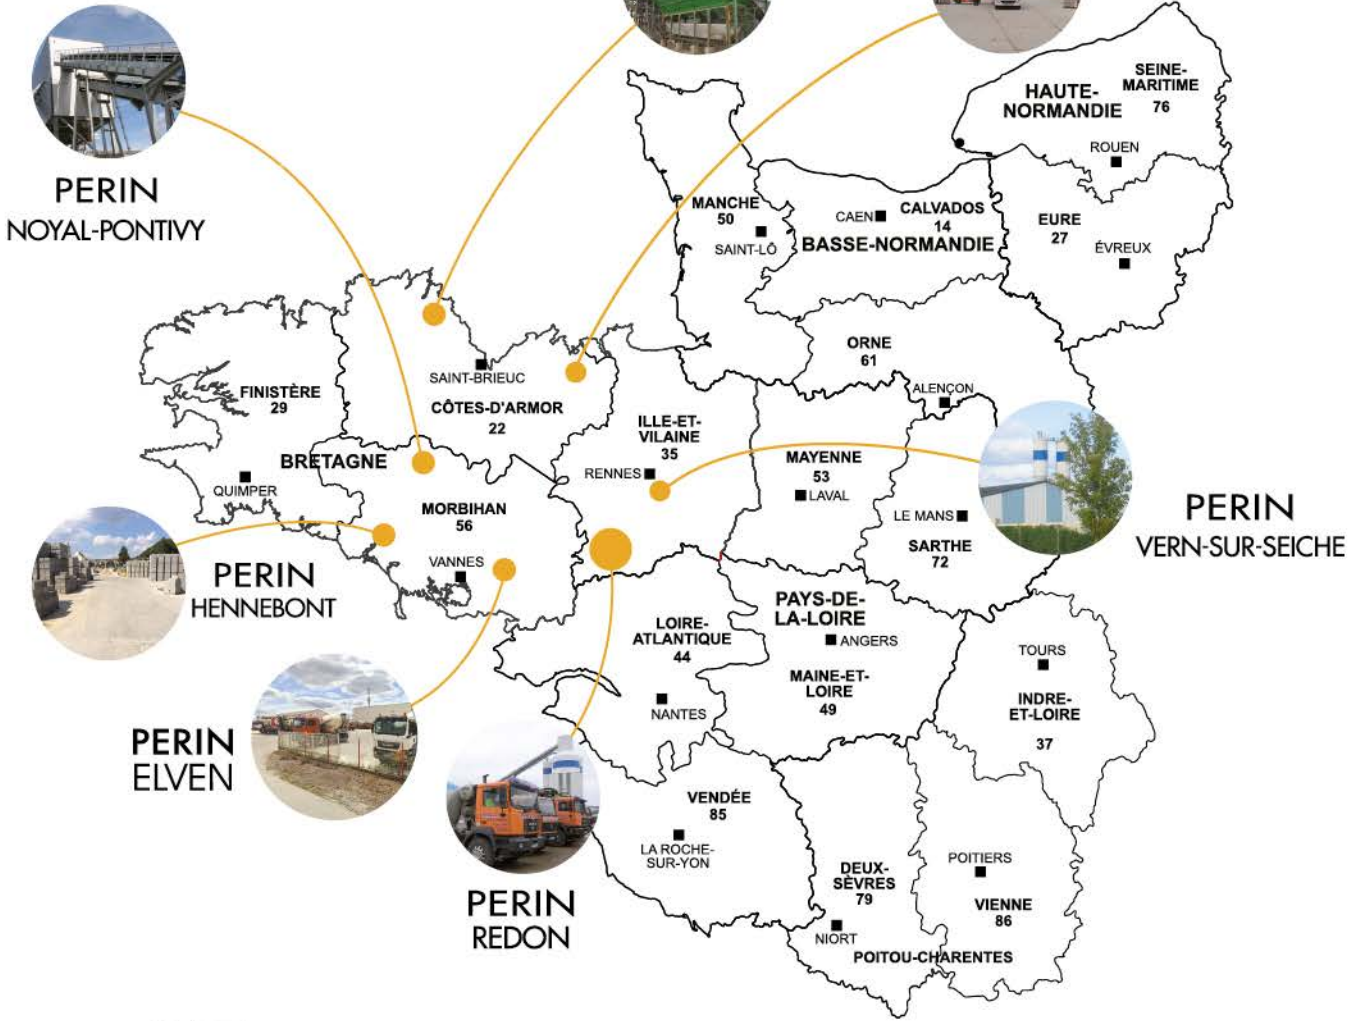 PERIN
NOYAL-PONTIVY
HAUTE-
NORMANDIE
SEINE-
MARITIME
76
ROUEN
MANCHE
50
SAINT-LÔ
CAEN
CALVADOS
14
BASSE-NORMANDIE
EURE
27
ÉVREUX
ORNE
61
ALENÇON
FINISTÈRE
29
SAINT-BRIEUC
CÔTES-D'ARMOR
22
ILLE-ET-
VILAINE
35
RENNES
BRETAGNE
QUIMPER
MAYENNE
53
LAVAL
LE MANS
SARTHE
72
PERIN
VERN-SUR-SEICHE
MORBIHAN
56
VANNES
PERIN
HENNEBONT
LOIRE-
ATLANTIQUE
44
NANTES
PAYS-DE-
LA-LOIRE
ANGERS
MAINE-ET-
LOIRE
49
TOURS
INDRE-
ET-LOIRE
37
PERIN
ELVEN
VENDÉE
85
LA ROCHE-
SUR-YON
DEUX-
SÈVRES
79
NIORT
POITIERS
VIENNE
86
POITOU-CHARENTES
PERIN
REDON